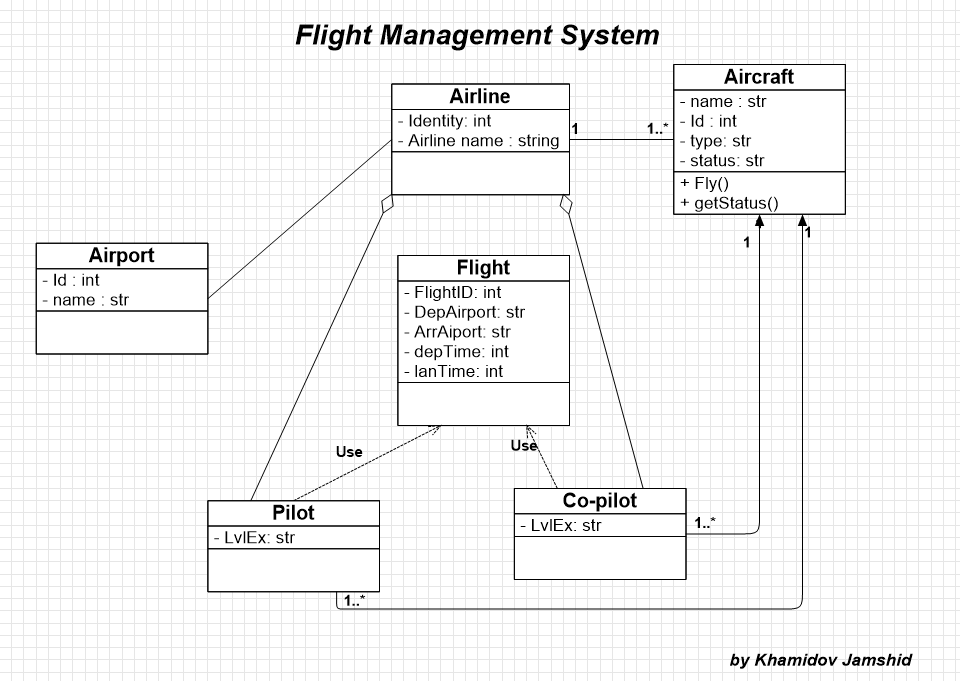 Flight Management System
Airline
- Identity: int
- Airline name : string
1
1..*
Aircraft
- name : str
- Id : int
- type: str
- status: str
+ Fly()
+ getStatus()
1
1
Airport
- Id : int
- name : str
Flight
- FlightID: int
- DepAirport: str
- ArrAiport: str
- depTime: int
- lanTime: int
Use
Use
Pilot
- LvlEx: str
1..*
Co-pilot
- LvlEx: str
1..*
by Khamidov Jamshid